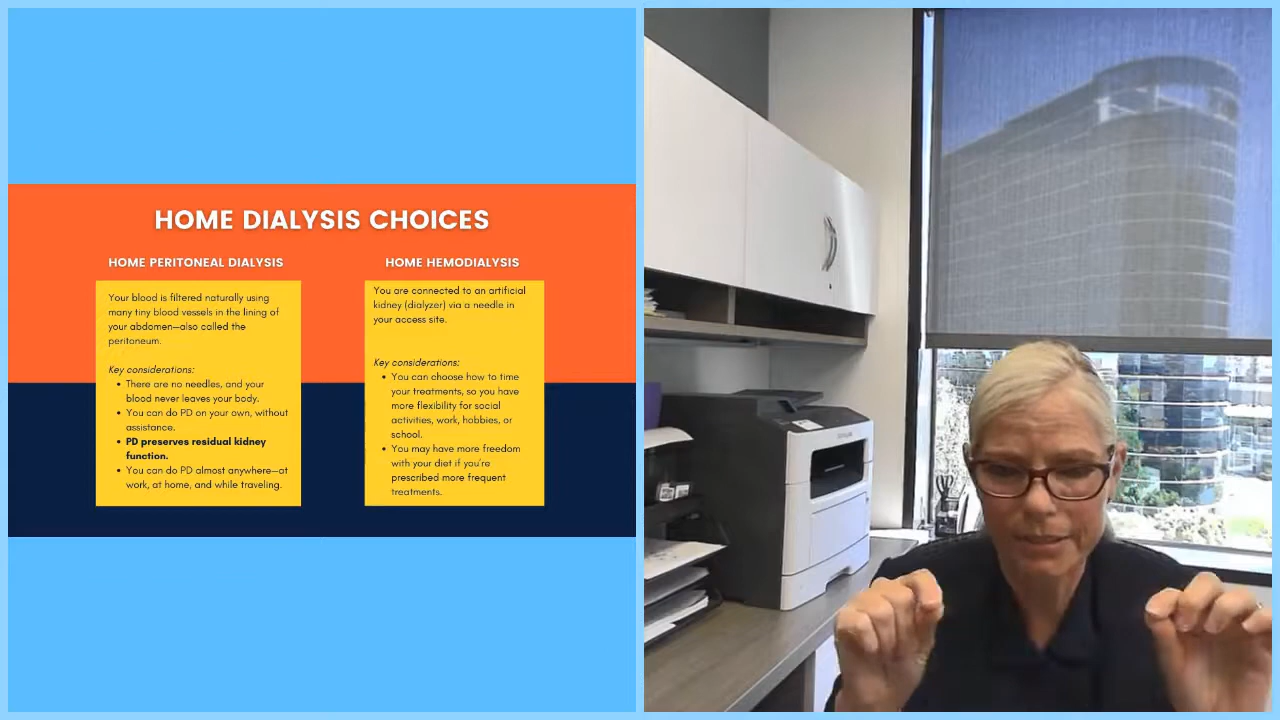 HOME DIALYSIS CHOICES
HOME PERITONEAL DIALYSIS
Your blood is filtered naturally using
many tiny blood vessels in the lining of
your abdomen—also called the
peritoneum.
Key considerations:
• There are no needles, and your
blood never leaves your body.
• You can do PD on your own, without
assistance.
• PD preserves residual kidney
function.
• You can do PD almost anywhere—at
work, at home, and while traveling.
HOME HEMODIALYSIS
You are connected to an artificial
kidney (dialyzer) via a needle in
your access site.
Key considerations:
• You can choose how to time
your treatments, so you have
more flexibility for social
activities, work, hobbies, or
school.
• You may have more freedom
with your diet if you're
prescribed more frequent
treatments.